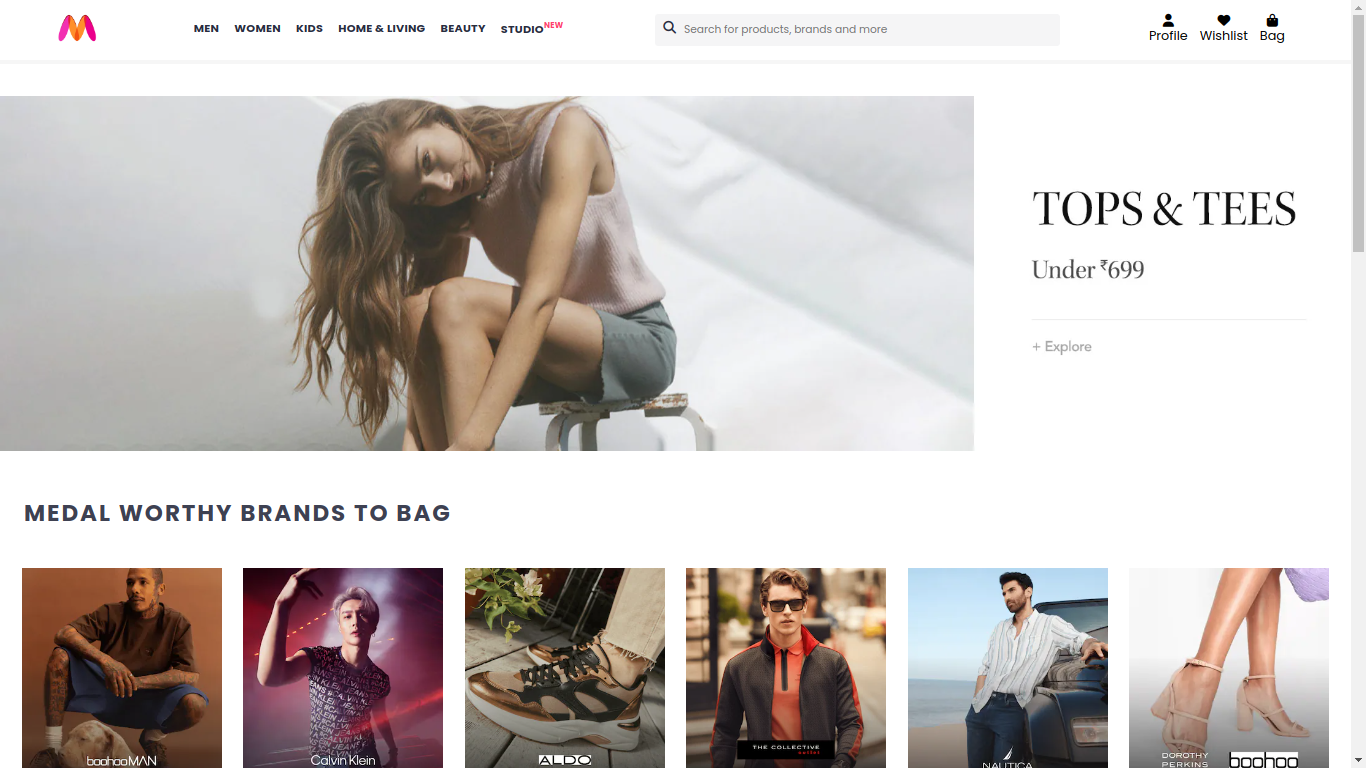 MEN WOMEN KIDS HOME & LIVING BEAUTY STUDIO NEW
Search for products, brands and more
Profile Wishlist Bag
TOPS & TEES
Under ₹699
+ Explore
MEDAL WORTHY BRANDS TO BAG
boohooMAN
Calvin Klein
ALDO
THE COLLECTIVE
outlet
NAUTICA
DOROTHY
PERKINS
boohoo